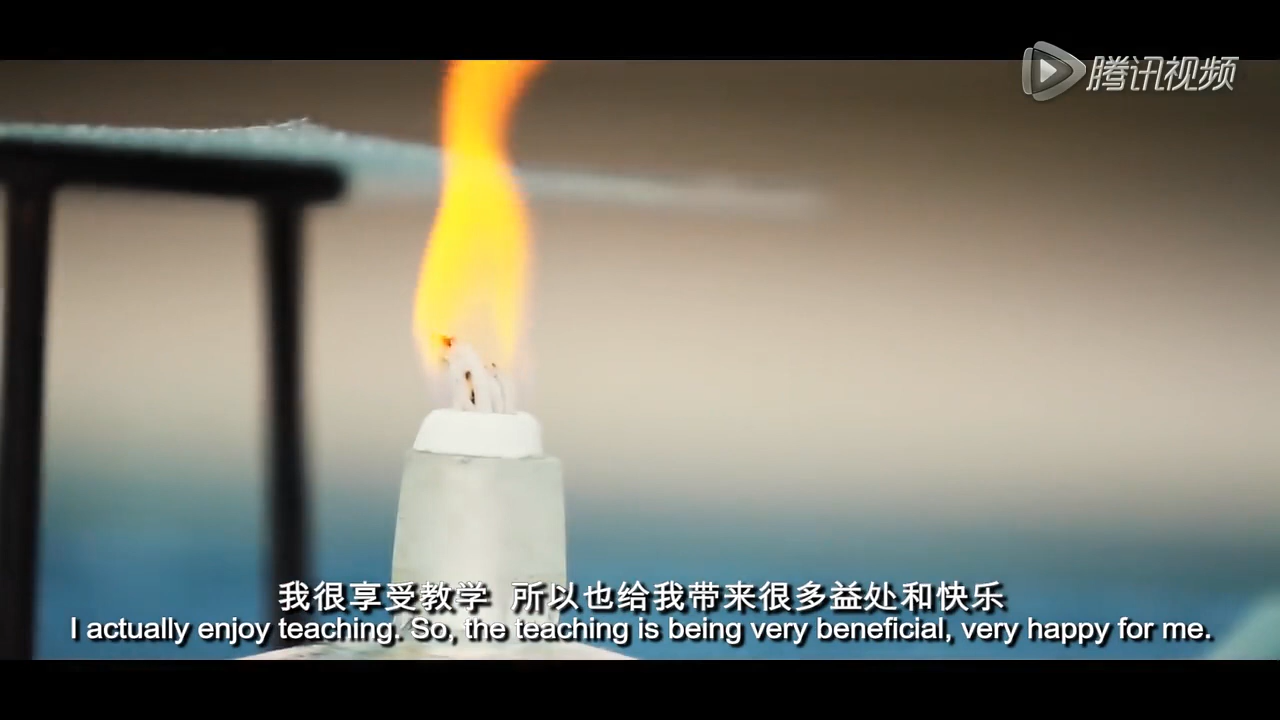 腾讯视频
我很享受教学 所以也给我带来很多益处和快乐
I actually enjoy teaching. So, the teaching is being very beneficial, very happy for me.